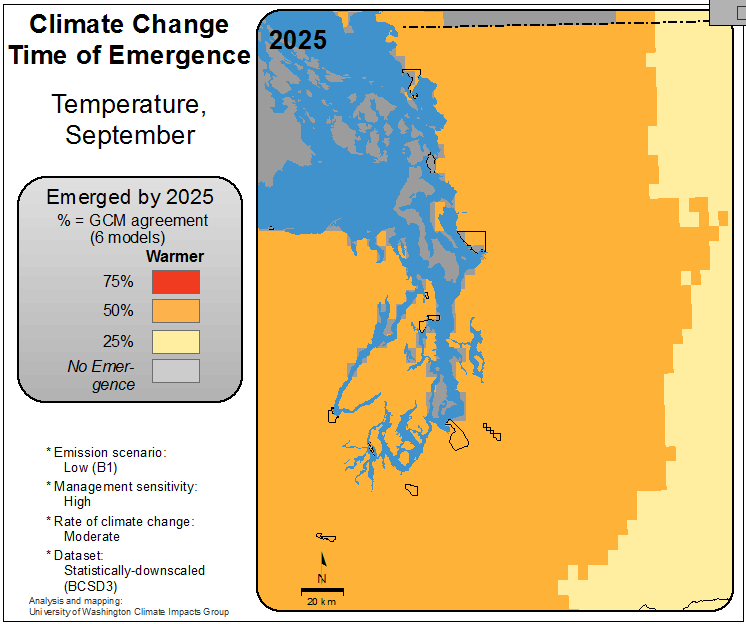 Climate Change
Time of Emergence
2025
Temperature,
September
Emerged by 2025
% = GCM agreement
(6 models)
Warmer
75%
50%
25%
No Emer-
gence
* Emission scenario:
Low (B1)
* Management sensitivity:
High
* Rate of climate change:
Moderate
* Dataset:
Statistically-downscaled
(BCSD3)
Analysis and mapping:
University of Washington Climate Impacts Group
N
20 km